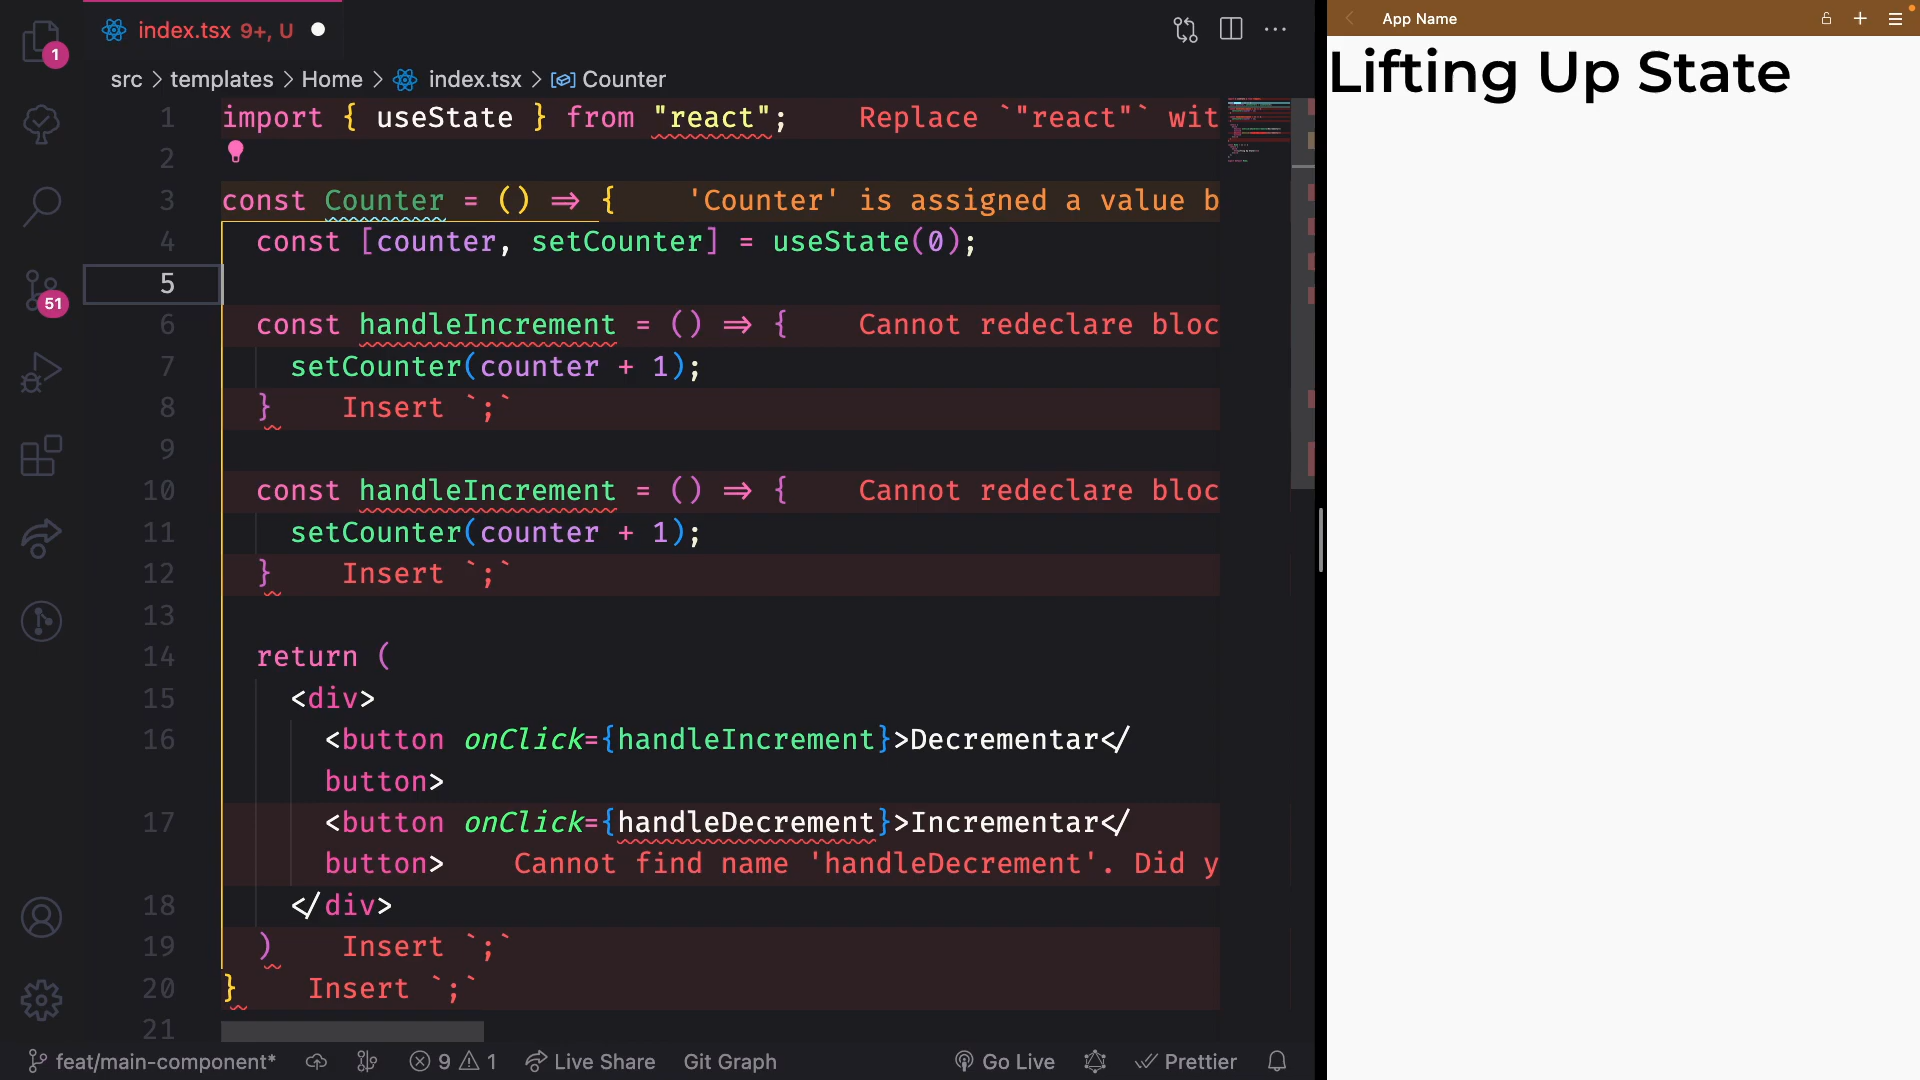 index.tsx 9+, U
src > templates > Home > index.tsx > Counter
1 import { useState } from "react"; Replace `"react"` wit
2
3 const Counter = () => { 'Counter' is assigned a value b
4 const [counter, setCounter] = useState(0);
5
6 const handleIncrement = () => { Cannot redeclare bloc
7 setCounter(counter + 1);
8 } Insert `;`
9
10 const handleIncrement = () => { Cannot redeclare bloc
11 setCounter(counter + 1);
12 } Insert `;`
13
14 return (
15 <div>
16 <button onClick={handleIncrement}>Decrementar</
button>
17 <button onClick={handleDecrement}>Incrementar</
button> Cannot find name 'handleDecrement'. Did y
18 </div>
19 ) Insert `;`
20 } Insert `;`
21
1
51
feat/main-component* 9 1 Live Share Git Graph Go Live Prettier
App Name
Lifting Up State